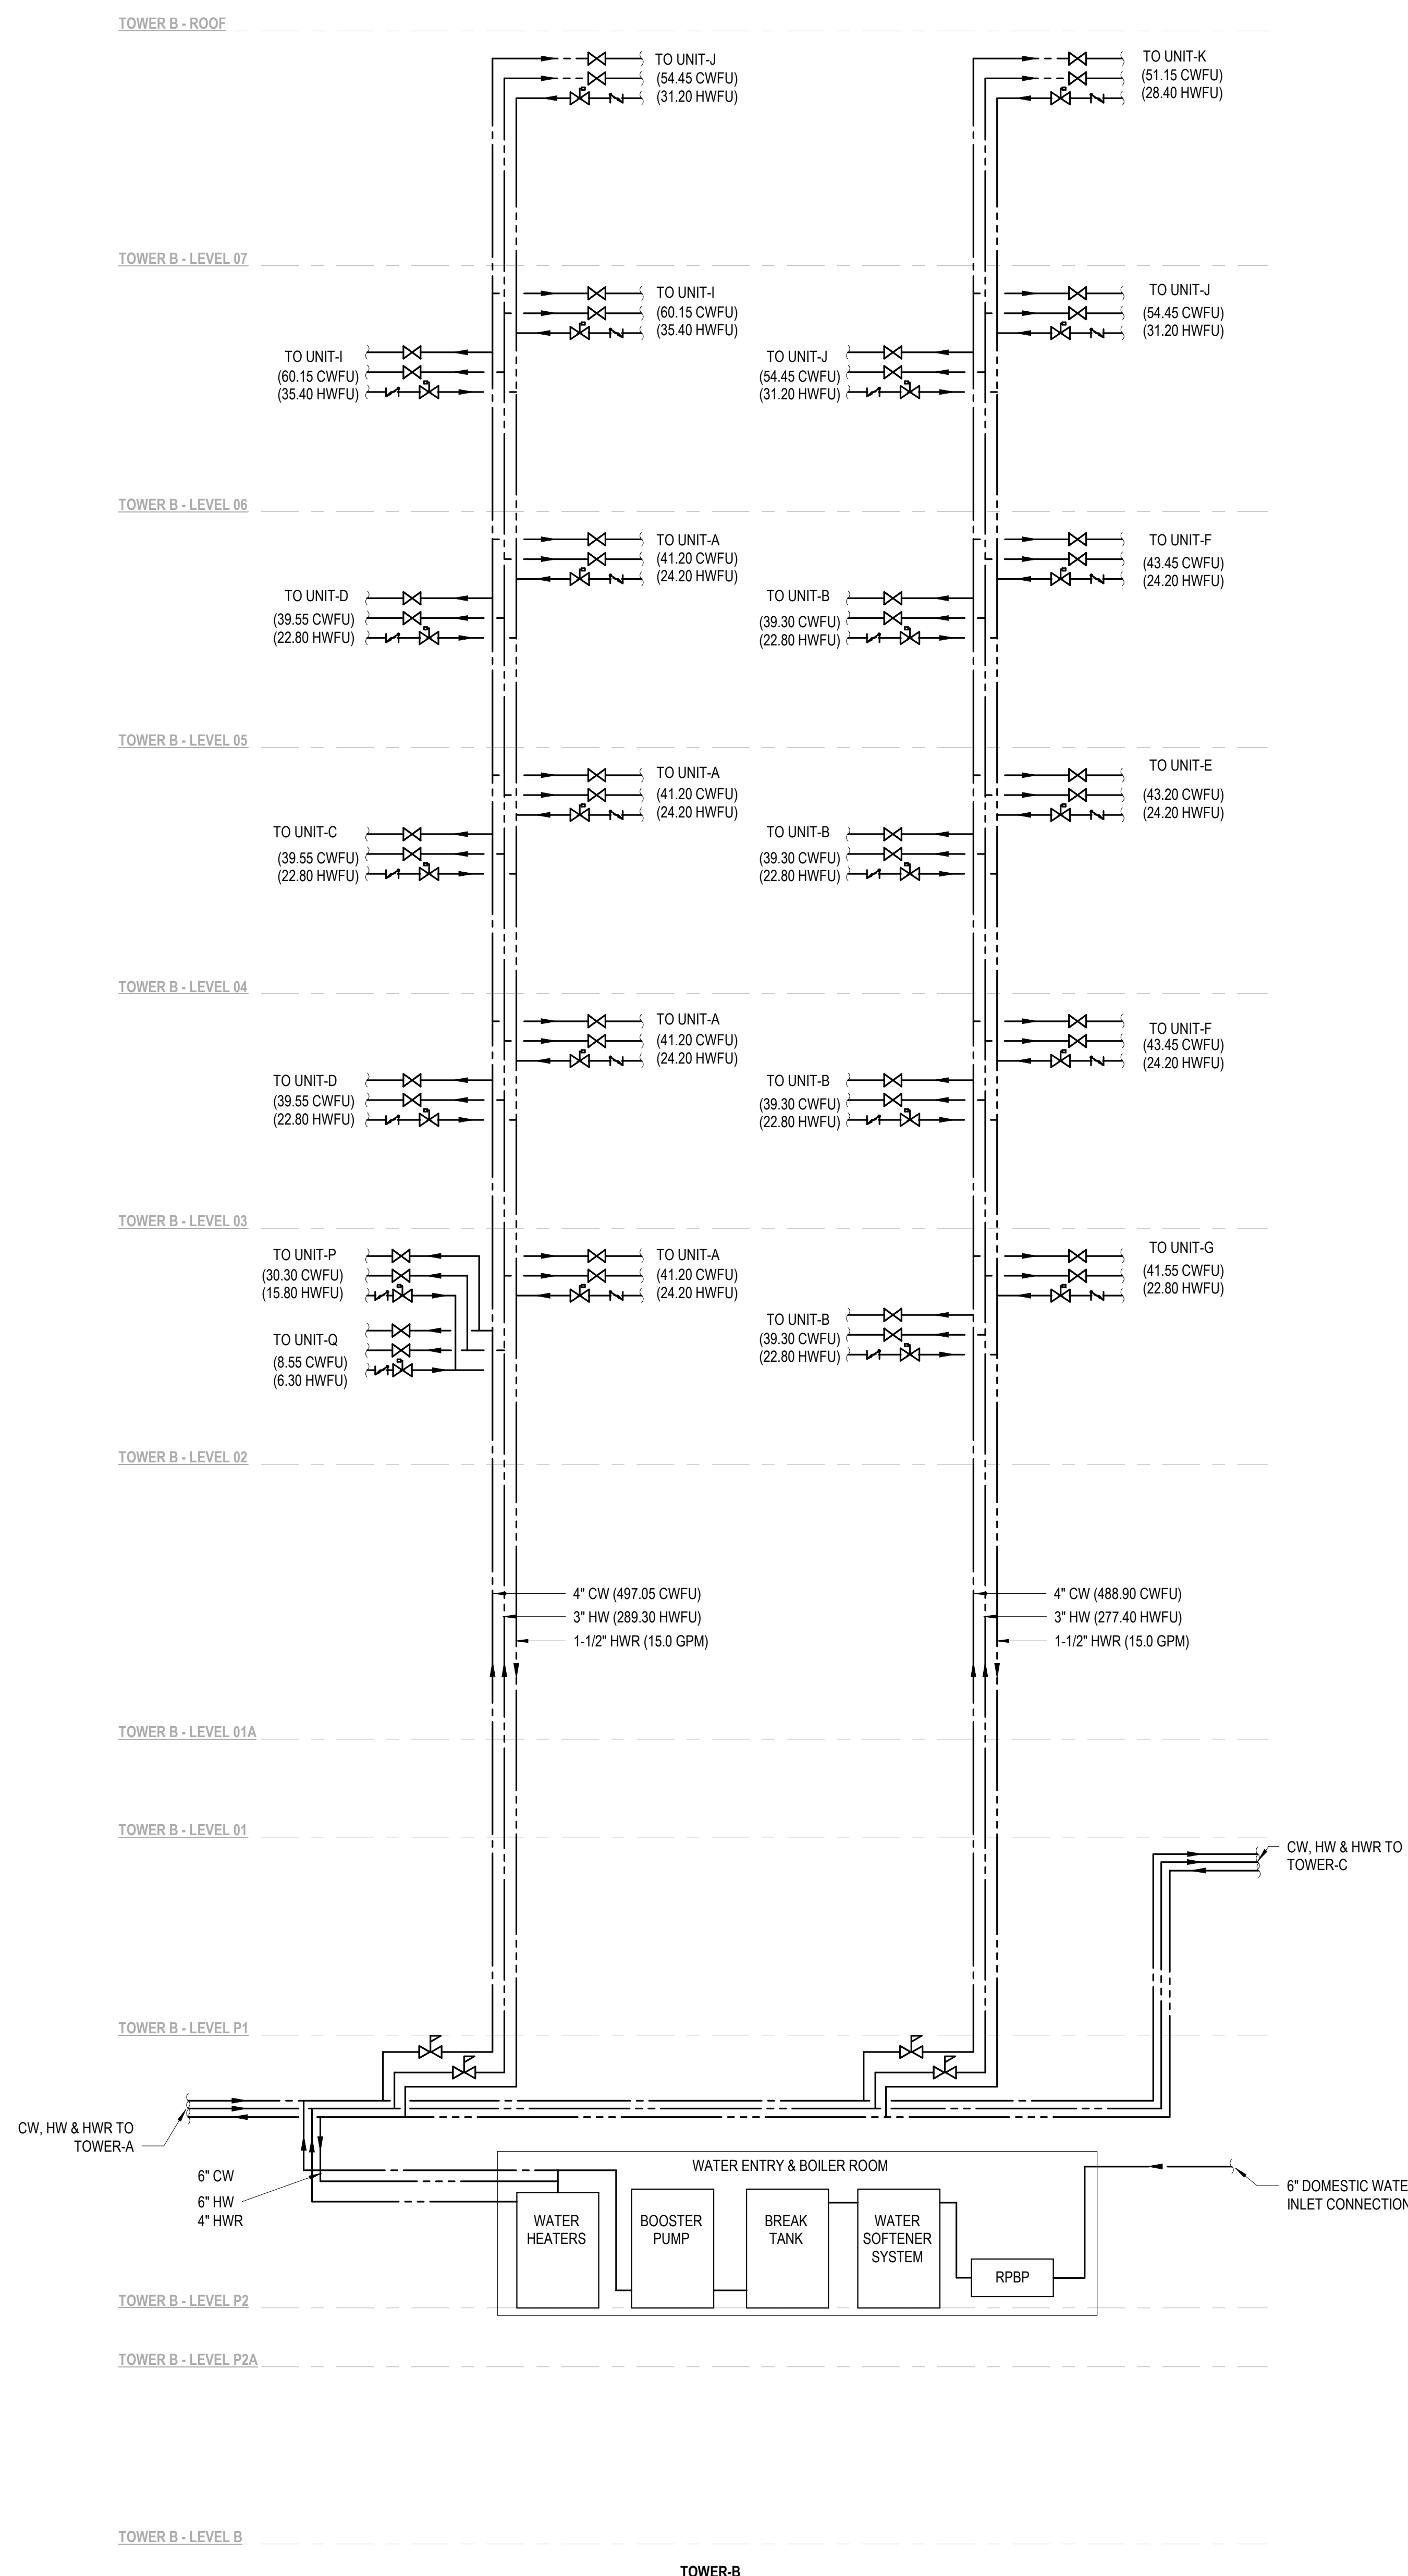 TOWER B - ROOF
TO UNIT-J
(54.45 CWFU)
(31.20 HWFU)
TO UNIT-K
(51.15 CWFU)
(28.40 HWFU)
TOWER B - LEVEL 07
TO UNIT-I
(60.15 CWFU)
(35.40 HWFU)
TO UNIT-J
(54.45 CWFU)
(31.20 HWFU)
TO UNIT-I
(60.15 CWFU)
(35.40 HWFU)
TO UNIT-J
(54.45 CWFU)
(31.20 HWFU)
TOWER B - LEVEL 06
TO UNIT-A
(41.20 CWFU)
(24.20 HWFU)
TO UNIT-F
(43.45 CWFU)
(24.20 HWFU)
TO UNIT-D
(39.55 CWFU)
(22.80 HWFU)
TO UNIT-B
(39.30 CWFU)
(22.80 HWFU)
TOWER B - LEVEL 05
TO UNIT-A
(41.20 CWFU)
(24.20 HWFU)
TO UNIT-E
(43.20 CWFU)
(24.20 HWFU)
TO UNIT-C
(39.55 CWFU)
(22.80 HWFU)
TO UNIT-B
(39.30 CWFU)
(22.80 HWFU)
TOWER B - LEVEL 04
TO UNIT-A
(41.20 CWFU)
(24.20 HWFU)
TO UNIT-F
(43.45 CWFU)
(24.20 HWFU)
TO UNIT-D
(39.55 CWFU)
(22.80 HWFU)
TO UNIT-B
(39.30 CWFU)
(22.80 HWFU)
TOWER B - LEVEL 03
TO UNIT-P
(30.30 CWFU)
(15.80 HWFU)
TO UNIT-A
(41.20 CWFU)
(24.20 HWFU)
TO UNIT-G
(41.55 CWFU)
(22.80 HWFU)
TO UNIT-Q
(8.55 CWFU)
(6.30 HWFU)
TO UNIT-B
(39.30 CWFU)
(22.80 HWFU)
TOWER B - LEVEL 02
4" CW (497.05 CWFU)
3" HW (289.30 HWFU)
1-1/2" HWR (15.0 GPM)
4" CW (488.90 CWFU)
3" HW (277.40 HWFU)
1-1/2" HWR (15.0 GPM)
TOWER B - LEVEL 01A
TOWER B - LEVEL 01
CW, HW & HWR TO
TOWER-C
TOWER B - LEVEL P1
CW, HW & HWR TO
TOWER-A
6" CW
6" HW
4" HWR
WATER ENTRY & BOILER ROOM
WATER
HEATERS
BOOSTER
PUMP
BREAK
TANK
WATER
SOFTENER
SYSTEM
RPBP
6" DOMESTIC WATE
INLET CONNECTION
TOWER B - LEVEL P2
TOWER B - LEVEL P2A
TOWER B - LEVEL B
TOWER-B